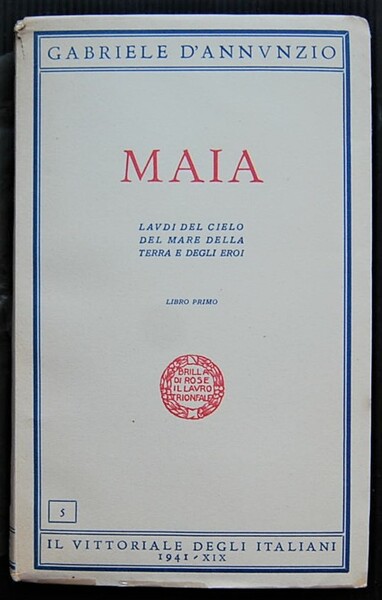 GABRIELE D'ANNVNZIO
MAIA
LAVDI DEL CIELO
DEL MARE DELLA
TERRA E DEGLI EROI
LIBRO PRIMO
BRILLA
DI ROSE
IL LAVRO
TRIONFALE
5
IL VITTORIALE DEGLI ITALIANI
1941-XIX